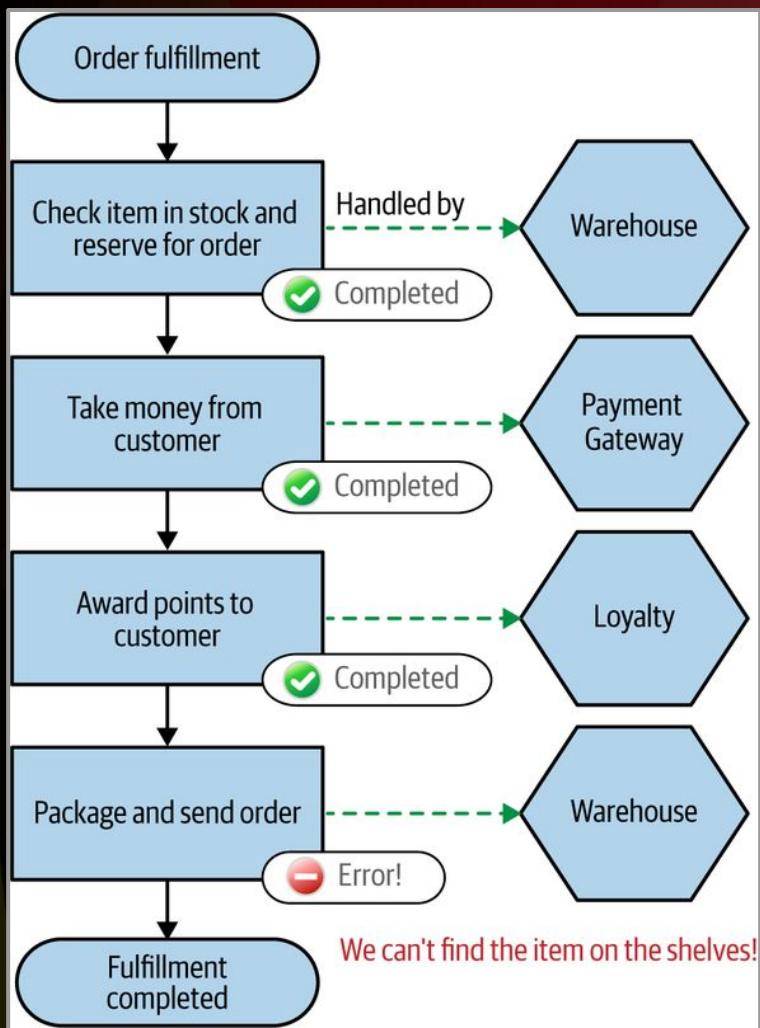 Order fulfillment
Check item in stock and
reserve for order
Handled by
Warehouse
Completed
Take money from
customer
Payment
Gateway
Completed
Award points to
customer
Loyalty
Completed
Package and send order
Warehouse
Error!
We can't find the item on the shelves!
Fulfillment
completed